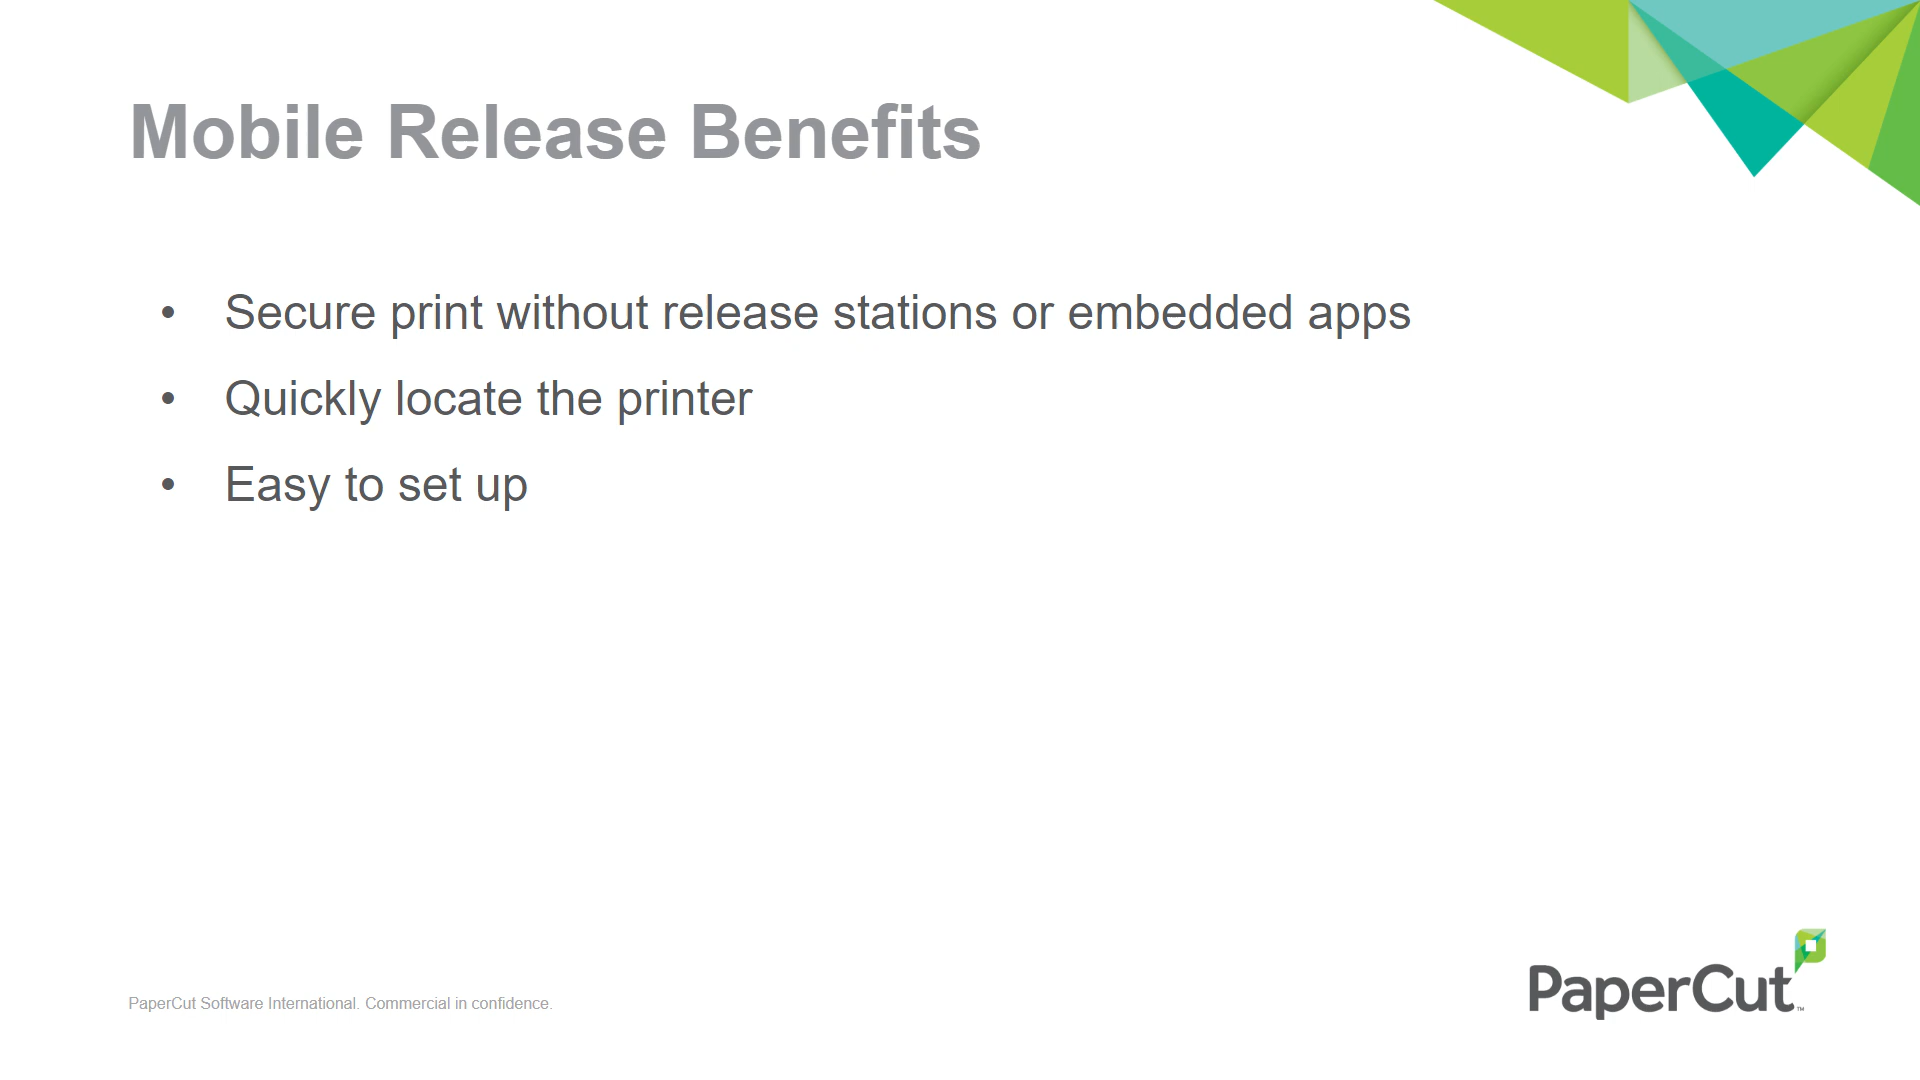 Mobile Release Benefits
• Secure print without release stations or embedded apps
• Quickly locate the printer
• Easy to set up
PaperCut Software International. Commercial in confidence.
PaperCut™